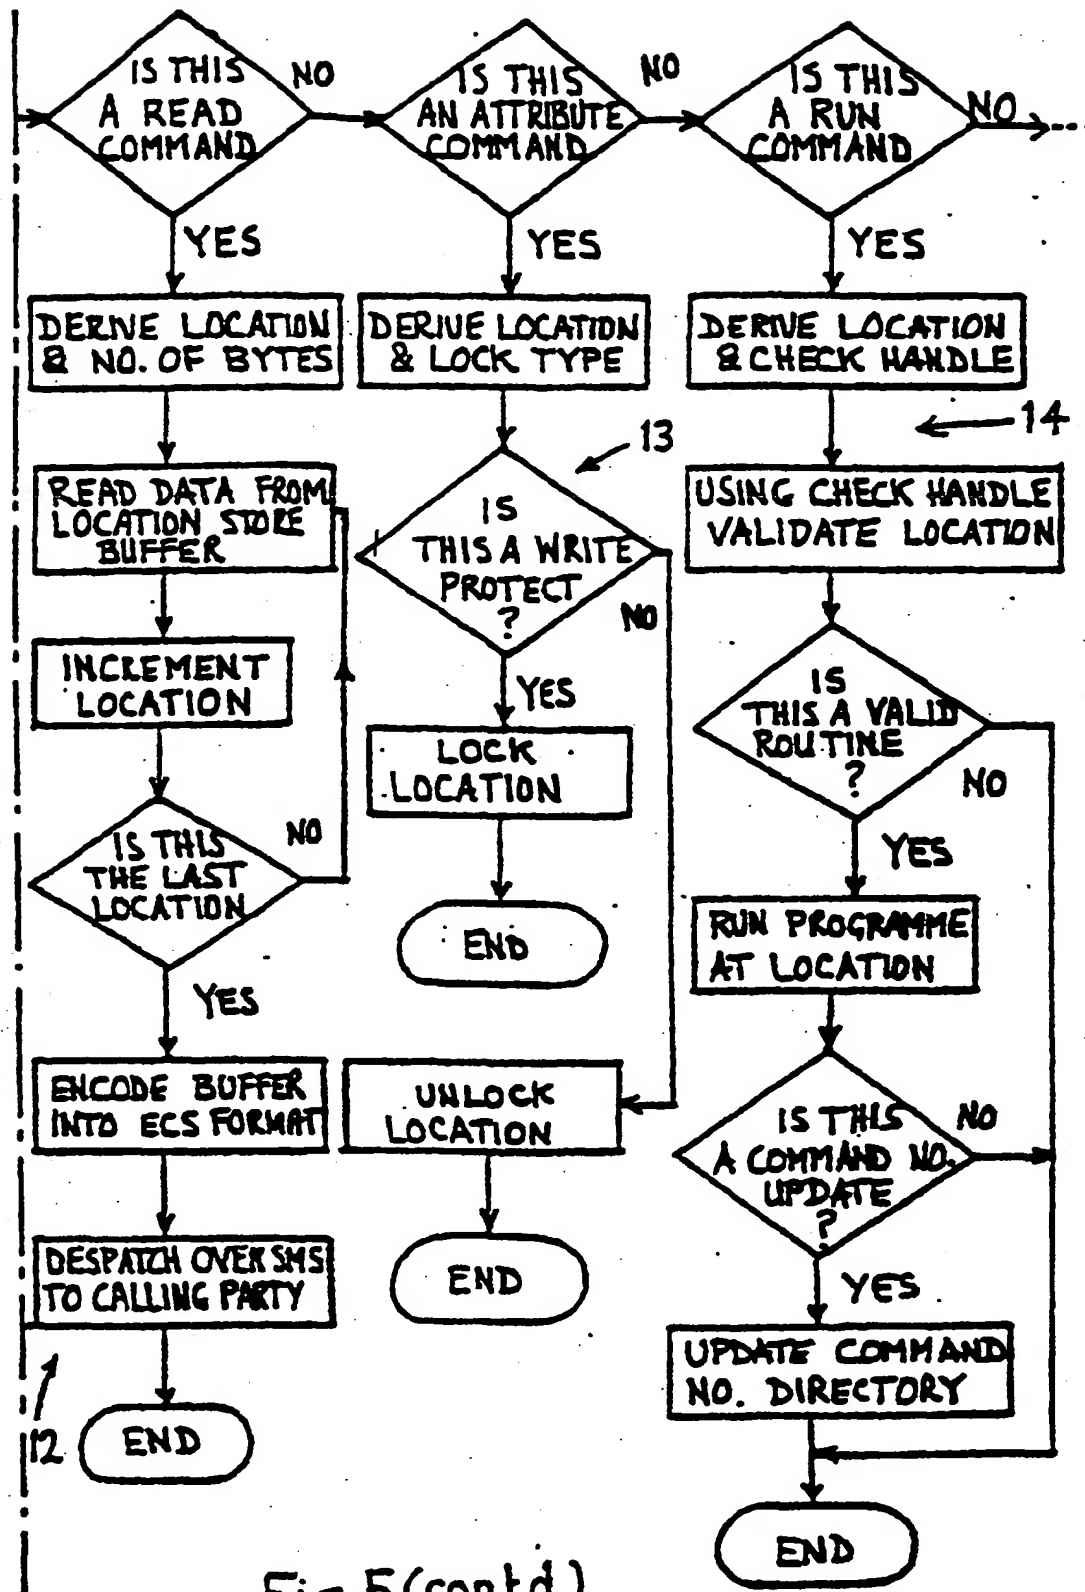 IS THIS
A READ
COMMAND
NO
YES
DERIVE LOCATION
& NO. OF BYTES
READ DATA FROM
LOCATION STORE
BUFFER
INCREMENT
LOCATION
IS THIS
THE LAST
LOCATION
NO
YES
ENCODE BUFFER
INTO ECS FORMAT
DESPATCH OVER SMS
TO CALLING PARTY
12
END
IS THIS
AN ATTRIBUTE
COMMAND
NO
YES
DERIVE LOCATION
& LOCK TYPE
13
IS
THIS A WRITE
PROTECT
?
NO
YES
LOCK
LOCATION
END
UNLOCK
LOCATION
END
IS THIS
A RUN
COMMAND
NO
YES
DERIVE LOCATION
& CHECK HANDLE
14
USING CHECK HANDLE
VALIDATE LOCATION
IS
THIS A VALID
ROUTINE
?
NO
YES
RUN PROGRAMME
AT LOCATION
IS THIS
A COMMAND NO.
UPDATE
?
NO
YES
UPDATE COMMAND
NO. DIRECTORY
END
Fig 5 (contd)